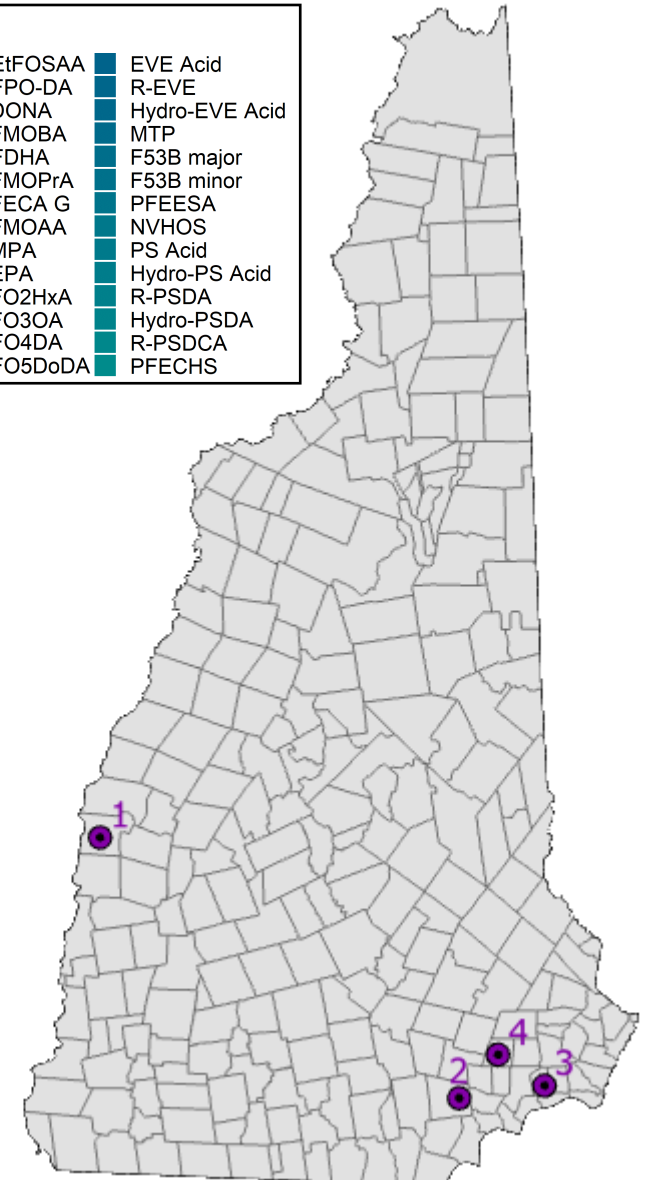 EtFOSAA EVE Acid
FPO-DA R-EVE
DONA Hydro-EVE Acid
FMOBA MTP
FDHA F53B major
FMOPrA F53B minor
FECA G PFEESA
FMOAA NVHOS
MPA PS Acid
EPA Hydro-PS Acid
FO2HxA R-PSDA
FO3OA Hydro-PSDA
FO4DA R-PSDCA
FO5DoDA PFECHS
1
4
3
2